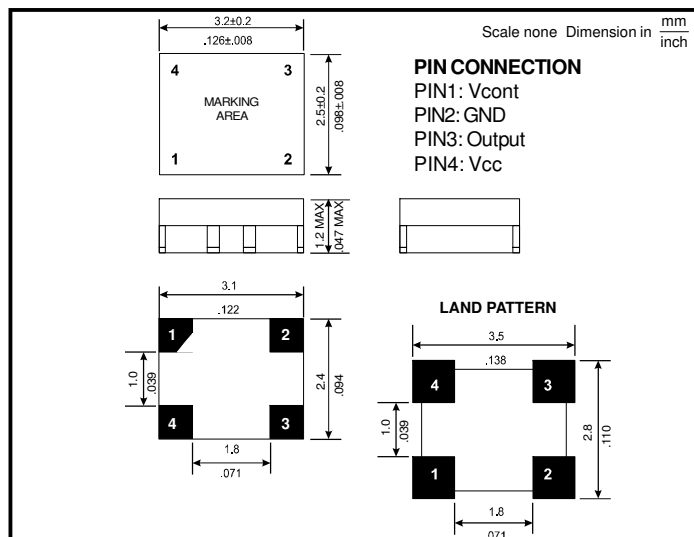 3.2±0.2
.126±.008
Scale none Dimension in mm
inch
4 3
MARKING
AREA
1 2
2.5±0.2
.098±.008
PIN CONNECTION
PIN1: Vcont
PIN2: GND
PIN3: Output
PIN4: Vcc
1.2 MAX
.047 MAX
3.1
.122
1 2
4 3
1.0
.039
2.4
.094
1.8
.071
LAND PATTERN
3.5
.138
4 3
1 2
1.0
.039
2.8
.110
1.8
.071